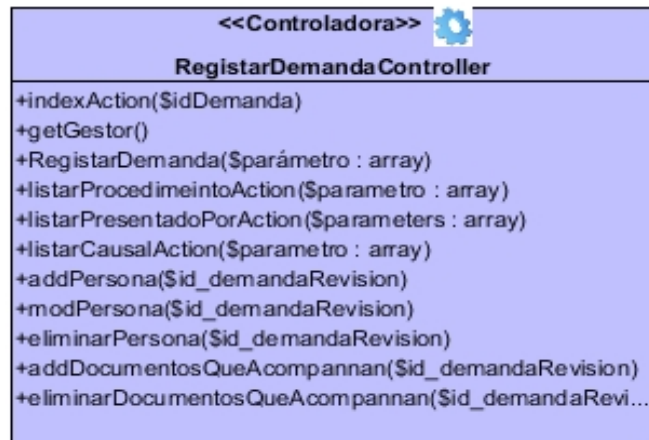 <<Controladora>>
RegistarDemandaController
+indexAction($idDemanda)
+getGestor()
+RegistarDemanda($parámetro : array)
+listarProcedimeintoAction($parametro : array)
+listarPresentadoPorAction($parameters : array)
+listarCausalAction($parametro : array)
+addPersona($id_demandaRevision)
+modPersona($id_demandaRevision)
+eliminarPersona($id_demandaRevision)
+addDocumentosQueAcompannan($id_demandaRevision)
+eliminarDocumentosQueAcompannan($id_demandaRevi...